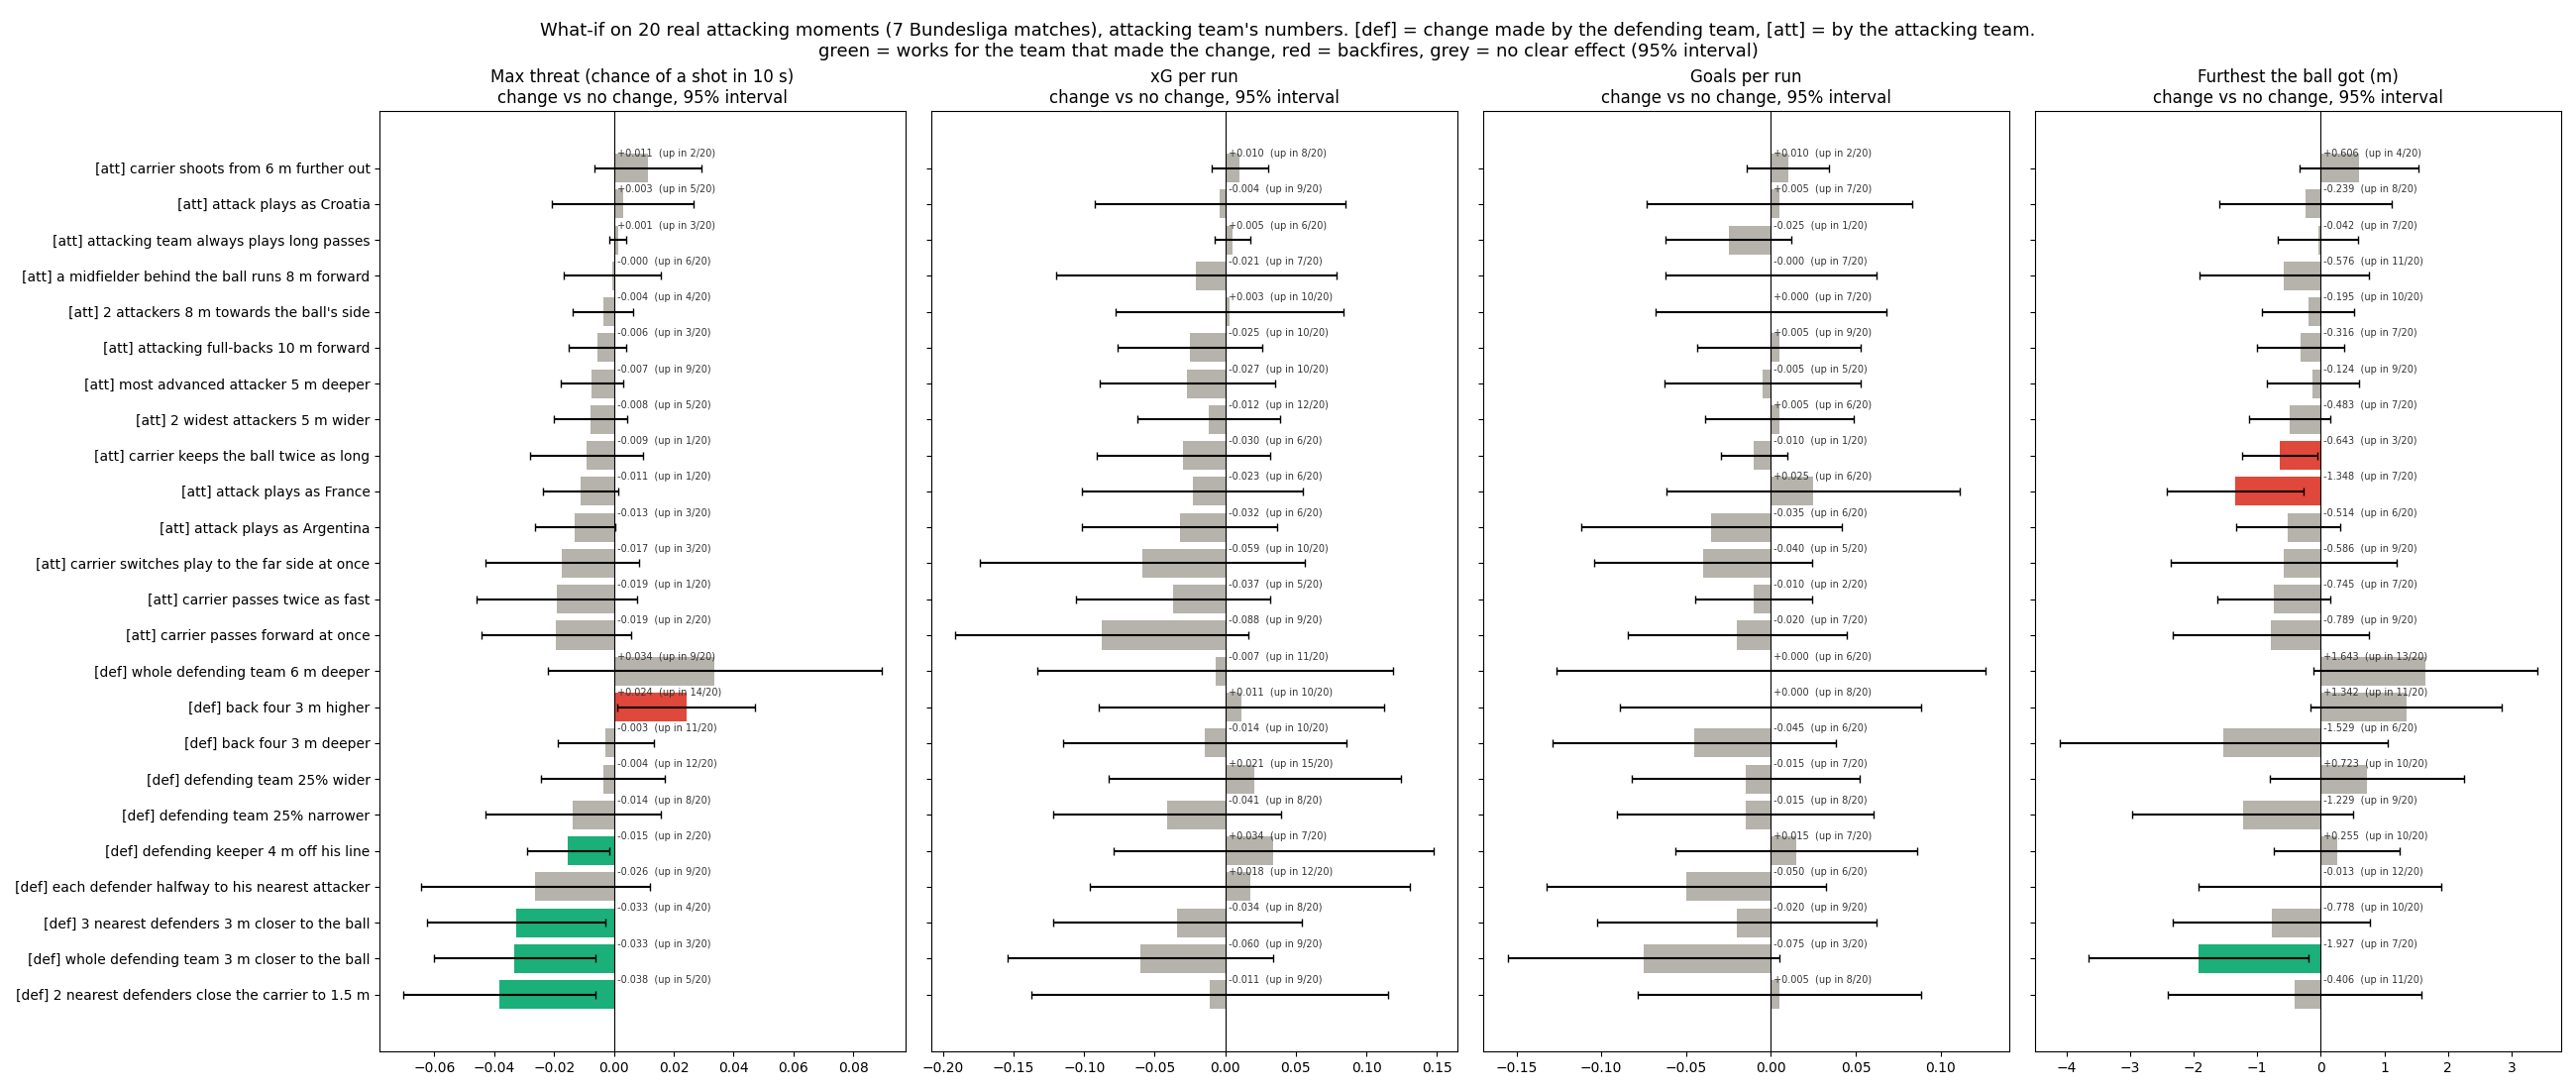 What-if on 20 real attacking moments (7 Bundesliga matches), attacking team's numbers. [def] = change made by the defending team, [att] = by the attacking team.
green = works for the team that made the change, red = backfires, grey = no clear effect (95% interval)
Max threat (chance of a shot in 10 s)
change vs no change, 95% interval
xG per run
change vs no change, 95% interval
Goals per run
change vs no change, 95% interval
Furthest the ball got (m)
change vs no change, 95% interval
[att] carrier shoots from 6 m further out +0.011 (up in 2/20) +0.010 (up in 8/20) +0.010 (up in 2/20) +0.606 (up in 4/20)
[att] attack plays as Croatia +0.003 (up in 5/20) -0.004 (up in 9/20) +0.005 (up in 7/20) -0.239 (up in 8/20)
[att] attacking team always plays long passes +0.001 (up in 3/20) +0.005 (up in 6/20) -0.025 (up in 1/20) -0.042 (up in 7/20)
[att] a midfielder behind the ball runs 8 m forward -0.000 (up in 6/20) -0.021 (up in 7/20) -0.000 (up in 7/20) -0.576 (up in 11/20)
[att] 2 attackers 8 m towards the ball's side -0.004 (up in 4/20) +0.003 (up in 10/20) +0.000 (up in 7/20) -0.195 (up in 10/20)
[att] attacking full-backs 10 m forward -0.006 (up in 3/20) -0.025 (up in 10/20) +0.005 (up in 9/20) -0.316 (up in 7/20)
[att] most advanced attacker 5 m deeper -0.007 (up in 9/20) -0.027 (up in 10/20) -0.005 (up in 5/20) -0.124 (up in 9/20)
[att] 2 widest attackers 5 m wider -0.008 (up in 5/20) -0.012 (up in 12/20) +0.005 (up in 6/20) -0.483 (up in 7/20)
[att] carrier keeps the ball twice as long -0.009 (up in 1/20) -0.030 (up in 6/20) -0.010 (up in 1/20) -0.643 (up in 3/20)
[att] attack plays as France -0.011 (up in 1/20) -0.023 (up in 6/20) +0.025 (up in 6/20) -1.348 (up in 7/20)
[att] attack plays as Argentina -0.013 (up in 3/20) -0.032 (up in 6/20) -0.035 (up in 6/20) -0.514 (up in 6/20)
[att] carrier switches play to the far side at once -0.017 (up in 3/20) -0.059 (up in 10/20) -0.040 (up in 5/20) -0.586 (up in 9/20)
[att] carrier passes twice as fast -0.019 (up in 1/20) -0.037 (up in 5/20) -0.010 (up in 2/20) -0.745 (up in 7/20)
[att] carrier passes forward at once -0.019 (up in 2/20) -0.088 (up in 9/20) -0.020 (up in 7/20) -0.789 (up in 9/20)
[def] whole defending team 6 m deeper +0.034 (up in 9/20) -0.007 (up in 11/20) +0.000 (up in 6/20) +1.643 (up in 13/20)
[def] back four 3 m higher +0.024 (up in 14/20) +0.011 (up in 10/20) +0.000 (up in 8/20) +1.342 (up in 11/20)
[def] back four 3 m deeper -0.003 (up in 11/20) -0.014 (up in 10/20) -0.045 (up in 6/20) -1.529 (up in 6/20)
[def] defending team 25% wider -0.004 (up in 12/20) +0.021 (up in 15/20) -0.015 (up in 7/20) +0.723 (up in 10/20)
[def] defending team 25% narrower -0.014 (up in 8/20) -0.041 (up in 8/20) -0.015 (up in 8/20) -1.229 (up in 9/20)
[def] defending keeper 4 m off his line -0.015 (up in 2/20) +0.034 (up in 7/20) +0.015 (up in 7/20) +0.255 (up in 10/20)
[def] each defender halfway to his nearest attacker -0.026 (up in 9/20) +0.018 (up in 12/20) -0.050 (up in 6/20) -0.013 (up in 12/20)
[def] 3 nearest defenders 3 m closer to the ball -0.033 (up in 4/20) -0.034 (up in 8/20) -0.020 (up in 9/20) -0.778 (up in 10/20)
[def] whole defending team 3 m closer to the ball -0.033 (up in 3/20) -0.060 (up in 9/20) -0.075 (up in 3/20) -1.927 (up in 7/20)
[def] 2 nearest defenders close the carrier to 1.5 m -0.038 (up in 5/20) -0.011 (up in 9/20) +0.005 (up in 8/20) -0.406 (up in 11/20)
−0.06 −0.04 −0.02 0.00 0.02 0.04 0.06 0.08 −0.20 −0.15 −0.10 −0.05 0.00 0.05 0.10 0.15 −0.15 −0.10 −0.05 0.00 0.05 0.10 −4 −3 −2 −1 0 1 2 3